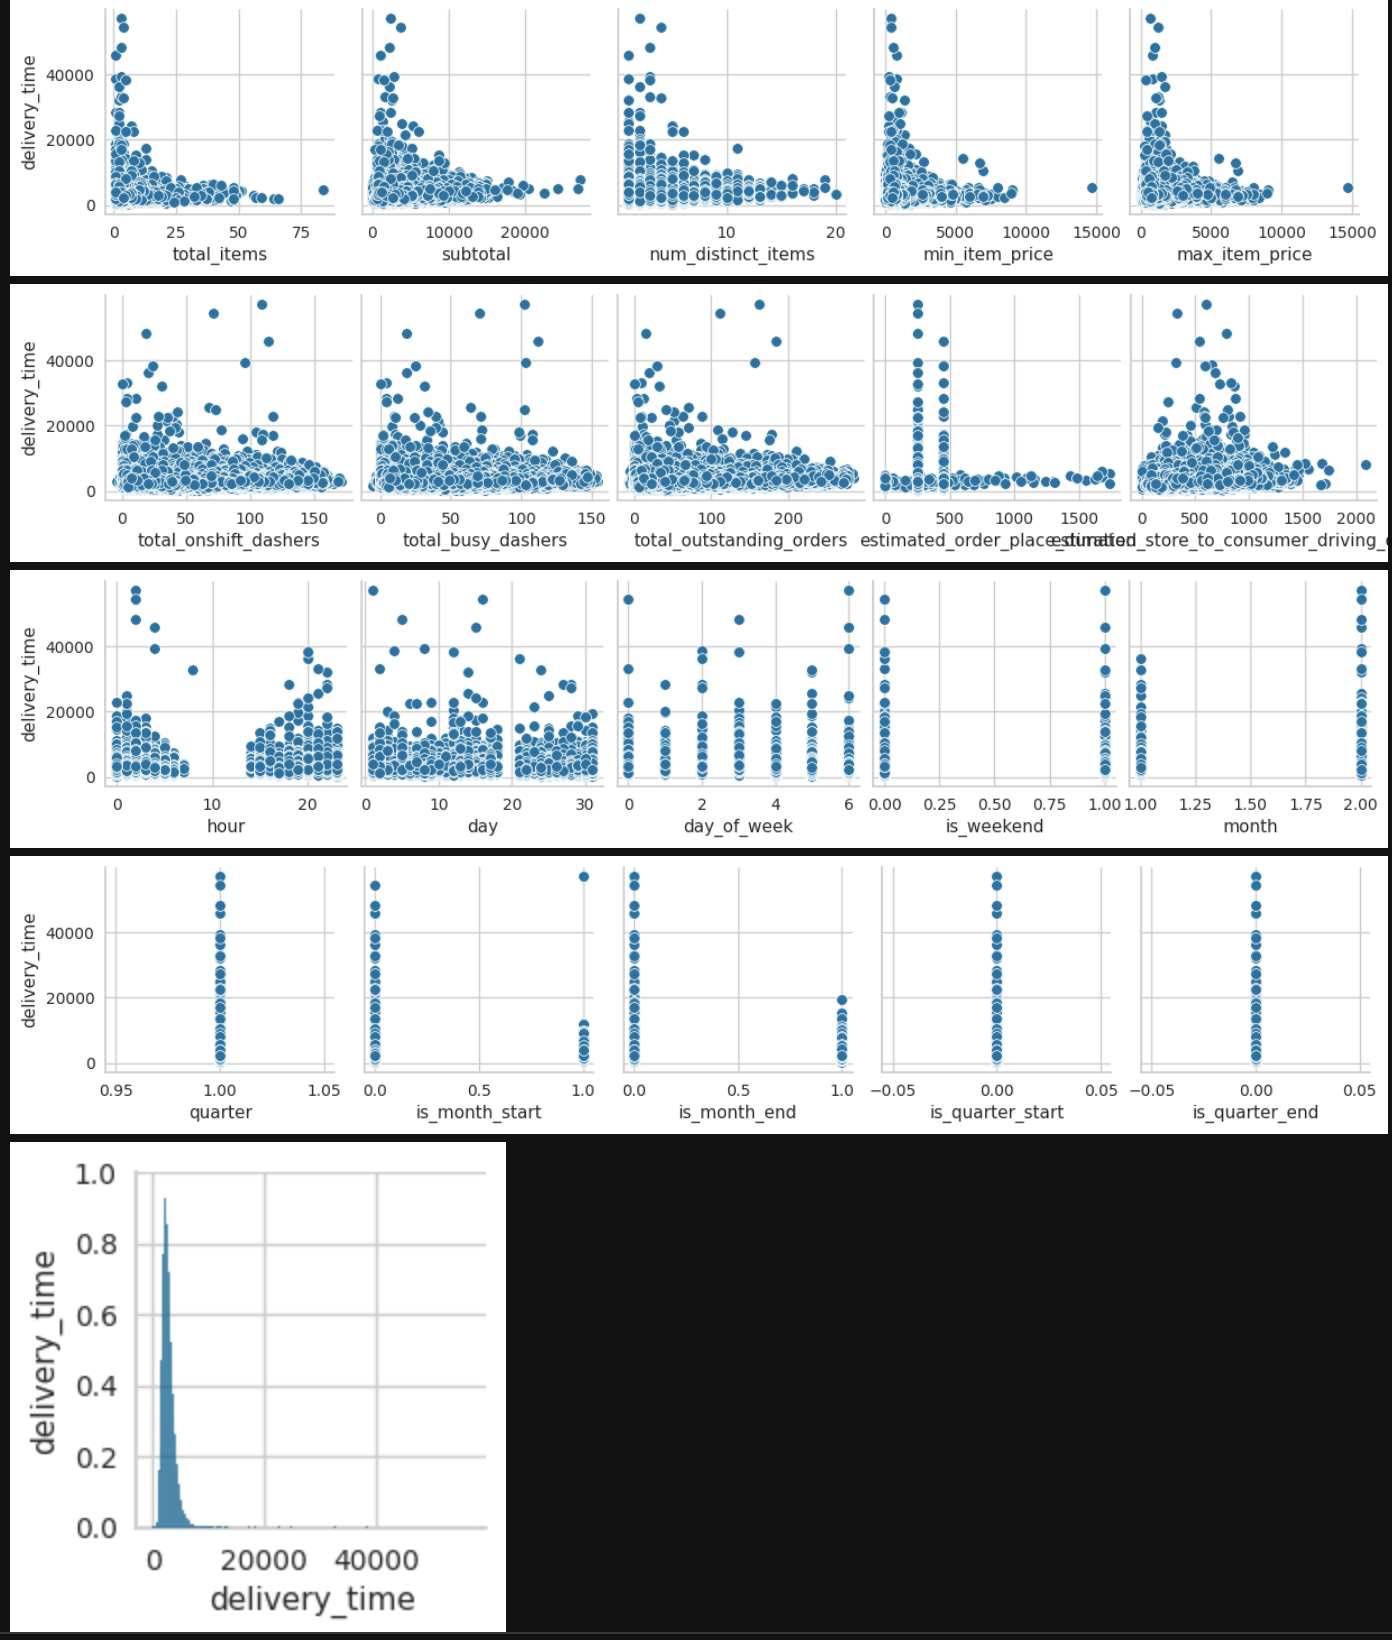 delivery_time
40000
20000
0
0 25 50 75
total_items
0 10000 20000
subtotal
10 20
num_distinct_items
0 5000 10000 15000
min_item_price
0 5000 10000 15000
max_item_price
delivery_time
40000
20000
0
0 50 100 150
total_onshift_dashers
0 50 100 150
total_busy_dashers
0 100 200
total_outstanding_orders
0 500 1000 1500
estimated_order_place_duration
0 500 1000 1500 2000
estimated_store_to_consumer_driving_
delivery_time
40000
20000
0
0 10 20
hour
0 10 20 30
day
0 2 4 6
day_of_week
0.00 0.25 0.50 0.75 1.00
is_weekend
1.00 1.25 1.50 1.75 2.00
month
delivery_time
40000
20000
0
0.95 1.00 1.05
quarter
0.0 0.5 1.0
is_month_start
0.0 0.5 1.0
is_month_end
−0.05 0.00 0.05
is_quarter_start
−0.05 0.00 0.05
is_quarter_end
delivery_time
1.0
0.8
0.6
0.4
0.2
0.0
0 20000 40000
delivery_time